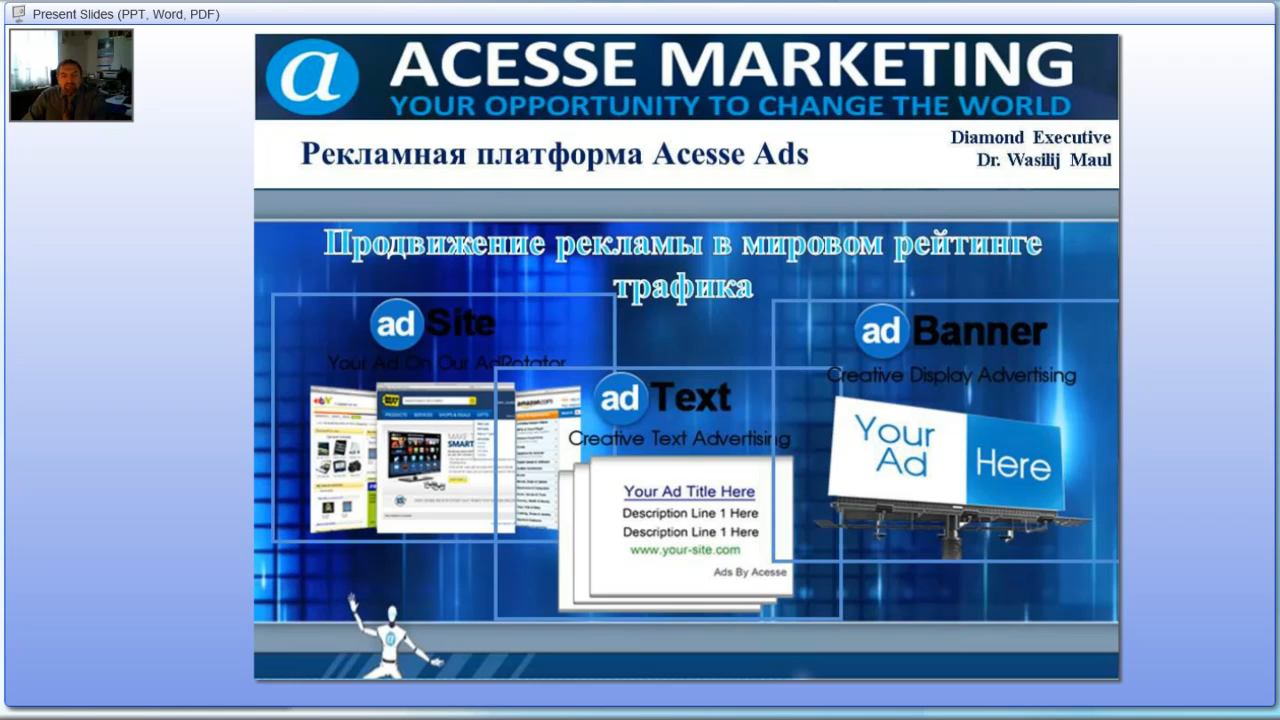 Present Slides (PPT, Word, PDF)
a ACESSE MARKETING
YOUR OPPORTUNITY TO CHANGE THE WORLD
Рекламная платформа Acesse Ads
Diamond Executive
Dr. Wasilij Maul
Продвижение рекламы в мировом рейтинге
трафика
ad Site
Your Ad On Our AdRotator
ad Text
Creative Text Advertising
Your Ad Title Here
Description Line 1 Here
Description Line 1 Here
www.your-site.com
Ads By Acesse
ad Banner
Creative Display Advertising
Your
Ad
Here